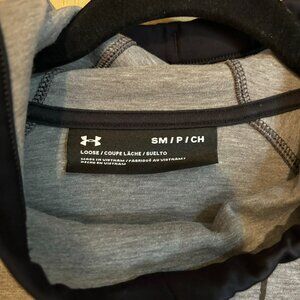 SM / P / CH
LOOSE / COUPE LÂCHE / SUELTO
MADE IN VIETNAM / FABRIQUÉ AU VIETNAM /
HECHO EN VIETNAM